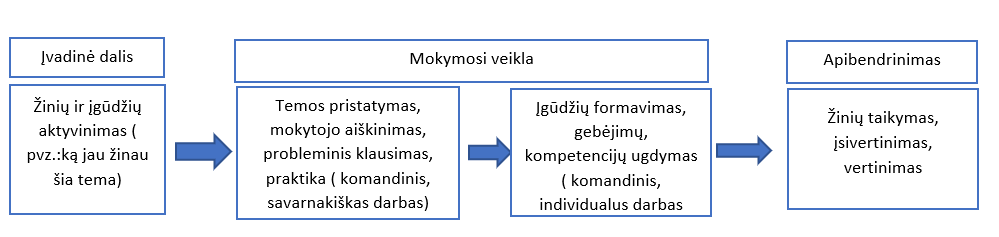 Įvadinė dalis
Mokymosi veikla
Apibendrinimas
Žinių ir įgūdžių
aktyvinimas (
pvz.:ką jau žinau
šia tema)
Temos pristatymas,
mokytojo aiškinimas,
probleminis klausimas,
praktika ( komandinis,
savarnakiškas darbas)
Įgūdžių formavimas,
gebėjimų,
kompetencijų ugdymas
( komandinis,
individualus darbas
Žinių taikymas,
įsivertinimas,
vertinimas